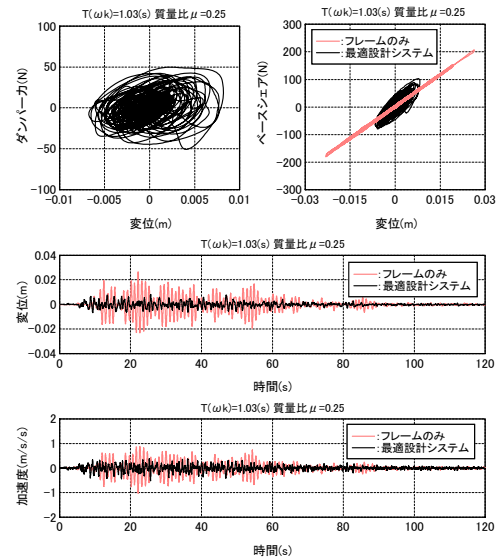 T(ωk)=1.03(s) 質量比μ=0.25
ダンパー力(N)
100
50
0
-50
-100
-0.01
-0.005
0
0.005
0.01
変位(m)
T(ωk)=1.03(s) 質量比μ=0.25
:フレームのみ
:最適設計システム
ベースシェア(N)
300
200
100
0
-100
-200
-300
-0.03
-0.015
0
0.015
0.03
変位(m)
T(ωk)=1.03(s) 質量比μ=0.25
:フレームのみ
:最適設計システム
変位(m)
0.04
0.02
0
-0.02
-0.04
0
20
40
60
80
100
120
時間(s)
T(ωk)=1.03(s) 質量比μ=0.25
:フレームのみ
:最適設計システム
加速度(m/s/s)
2
1
0
-1
-2
0
20
40
60
80
100
120
時間(s)